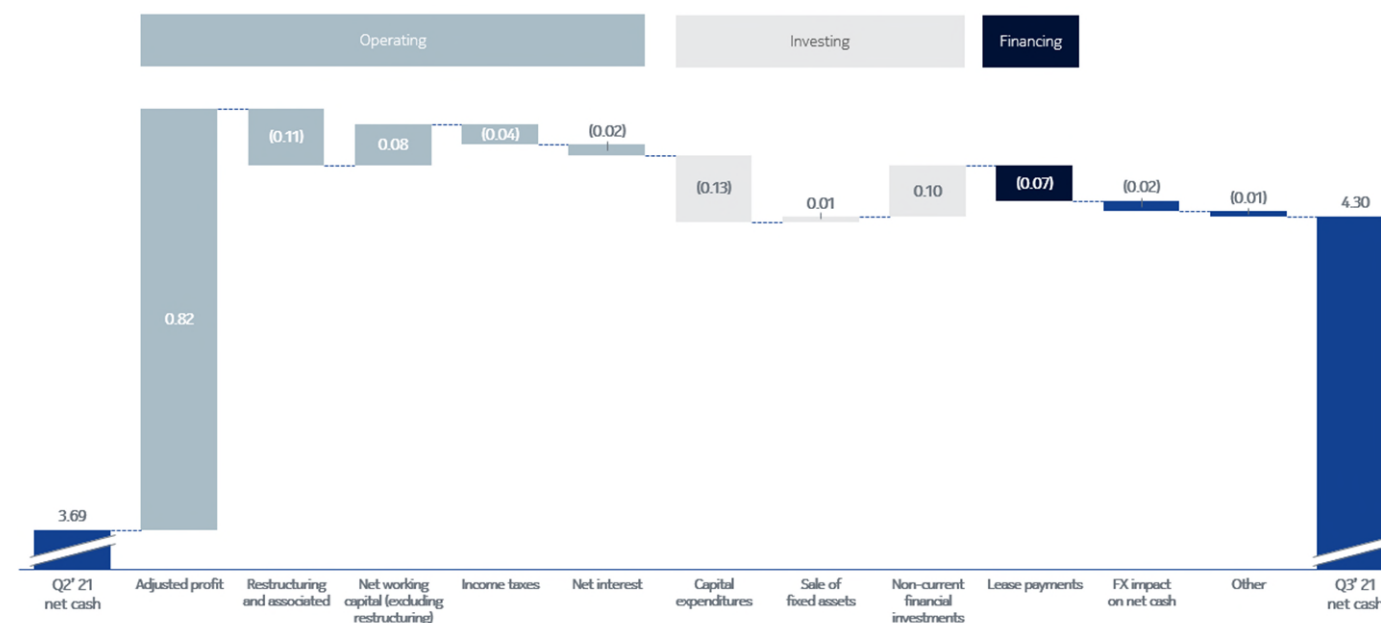 Operating
Investing
Financing
(0.11)
0.08
(0.04)
(0.02)
(0.13)
0.01
0.10
(0.07)
(0.02)
(0.01)
4.30
0.82
3.69
Q2' 21
net cash
Adjusted profit
Restructuring
and associated
Net working
capital (excluding
restructuring)
Income taxes
Net interest
Capital
expenditures
Sale of
fixed assets
Non-current
financial
investments
Lease payments
FX impact
on net cash
Other
Q3' 21
net cash